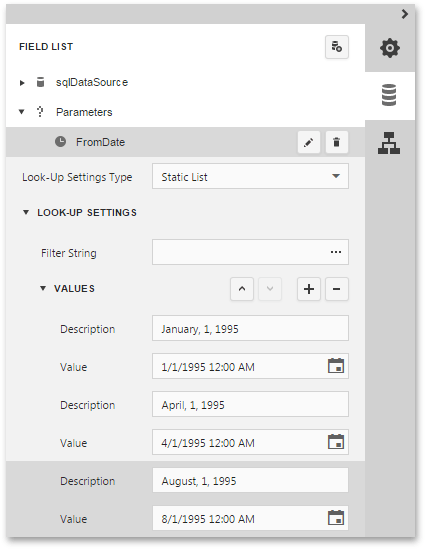 FIELD LIST
sqlDataSource
Parameters
FromDate
Look-Up Settings Type Static List
LOOK-UP SETTINGS
Filter String
VALUES
Description January, 1, 1995
Value 1/1/1995 12:00 AM
Description April, 1, 1995
Value 4/1/1995 12:00 AM
Description August, 1, 1995
Value 8/1/1995 12:00 AM